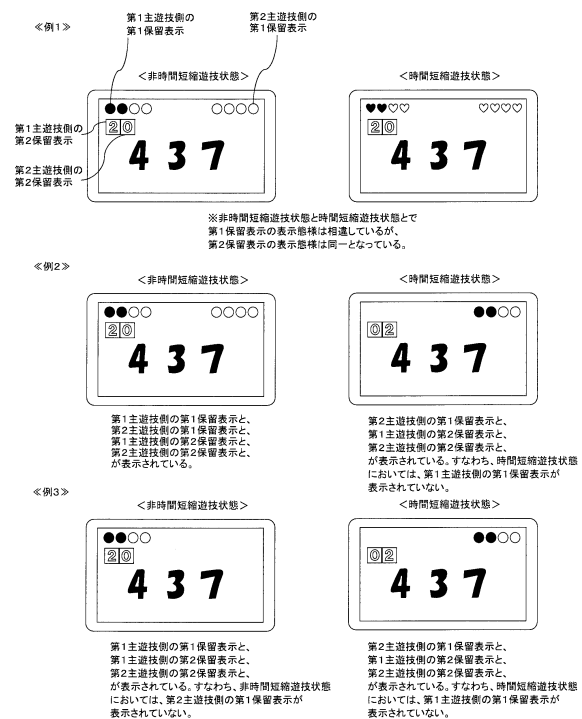 ≪例1≫
第1主遊技側の
第1保留表示
第2主遊技側の
第1保留表示
<非時間短縮遊技状態>
<時間短縮遊技状態>
第1主遊技側の
第2保留表示
第2主遊技側の
第2保留表示
20
437
20
437
※非時間短縮遊技状態と時間短縮遊技状態とで
第1保留表示の表示態様は相違しているが、
第2保留表示の表示態様は同一となっている。
≪例2≫
<非時間短縮遊技状態>
<時間短縮遊技状態>
20
437
02
437
第1主遊技側の第1保留表示と、
第2主遊技側の第1保留表示と、
第1主遊技側の第2保留表示と、
第2主遊技側の第2保留表示と、
が表示されている。
第2主遊技側の第1保留表示と、
第1主遊技側の第2保留表示と、
第2主遊技側の第2保留表示と、
が表示されている。すなわち、時間短縮遊技状態
においては、第1主遊技側の第1保留表示が
表示されていない。
≪例3≫
<非時間短縮遊技状態>
<時間短縮遊技状態>
20
437
02
437
第1主遊技側の第1保留表示と、
第1主遊技側の第2保留表示と、
第2主遊技側の第2保留表示と、
が表示されている。すなわち、非時間短縮遊技状態
においては、第2主遊技側の第1保留表示が
表示されていない。
第2主遊技側の第1保留表示と、
第1主遊技側の第2保留表示と、
第2主遊技側の第2保留表示と、
が表示されている。すなわち、時間短縮遊技状態
においては、第1主遊技側の第1保留表示が
表示されていない。